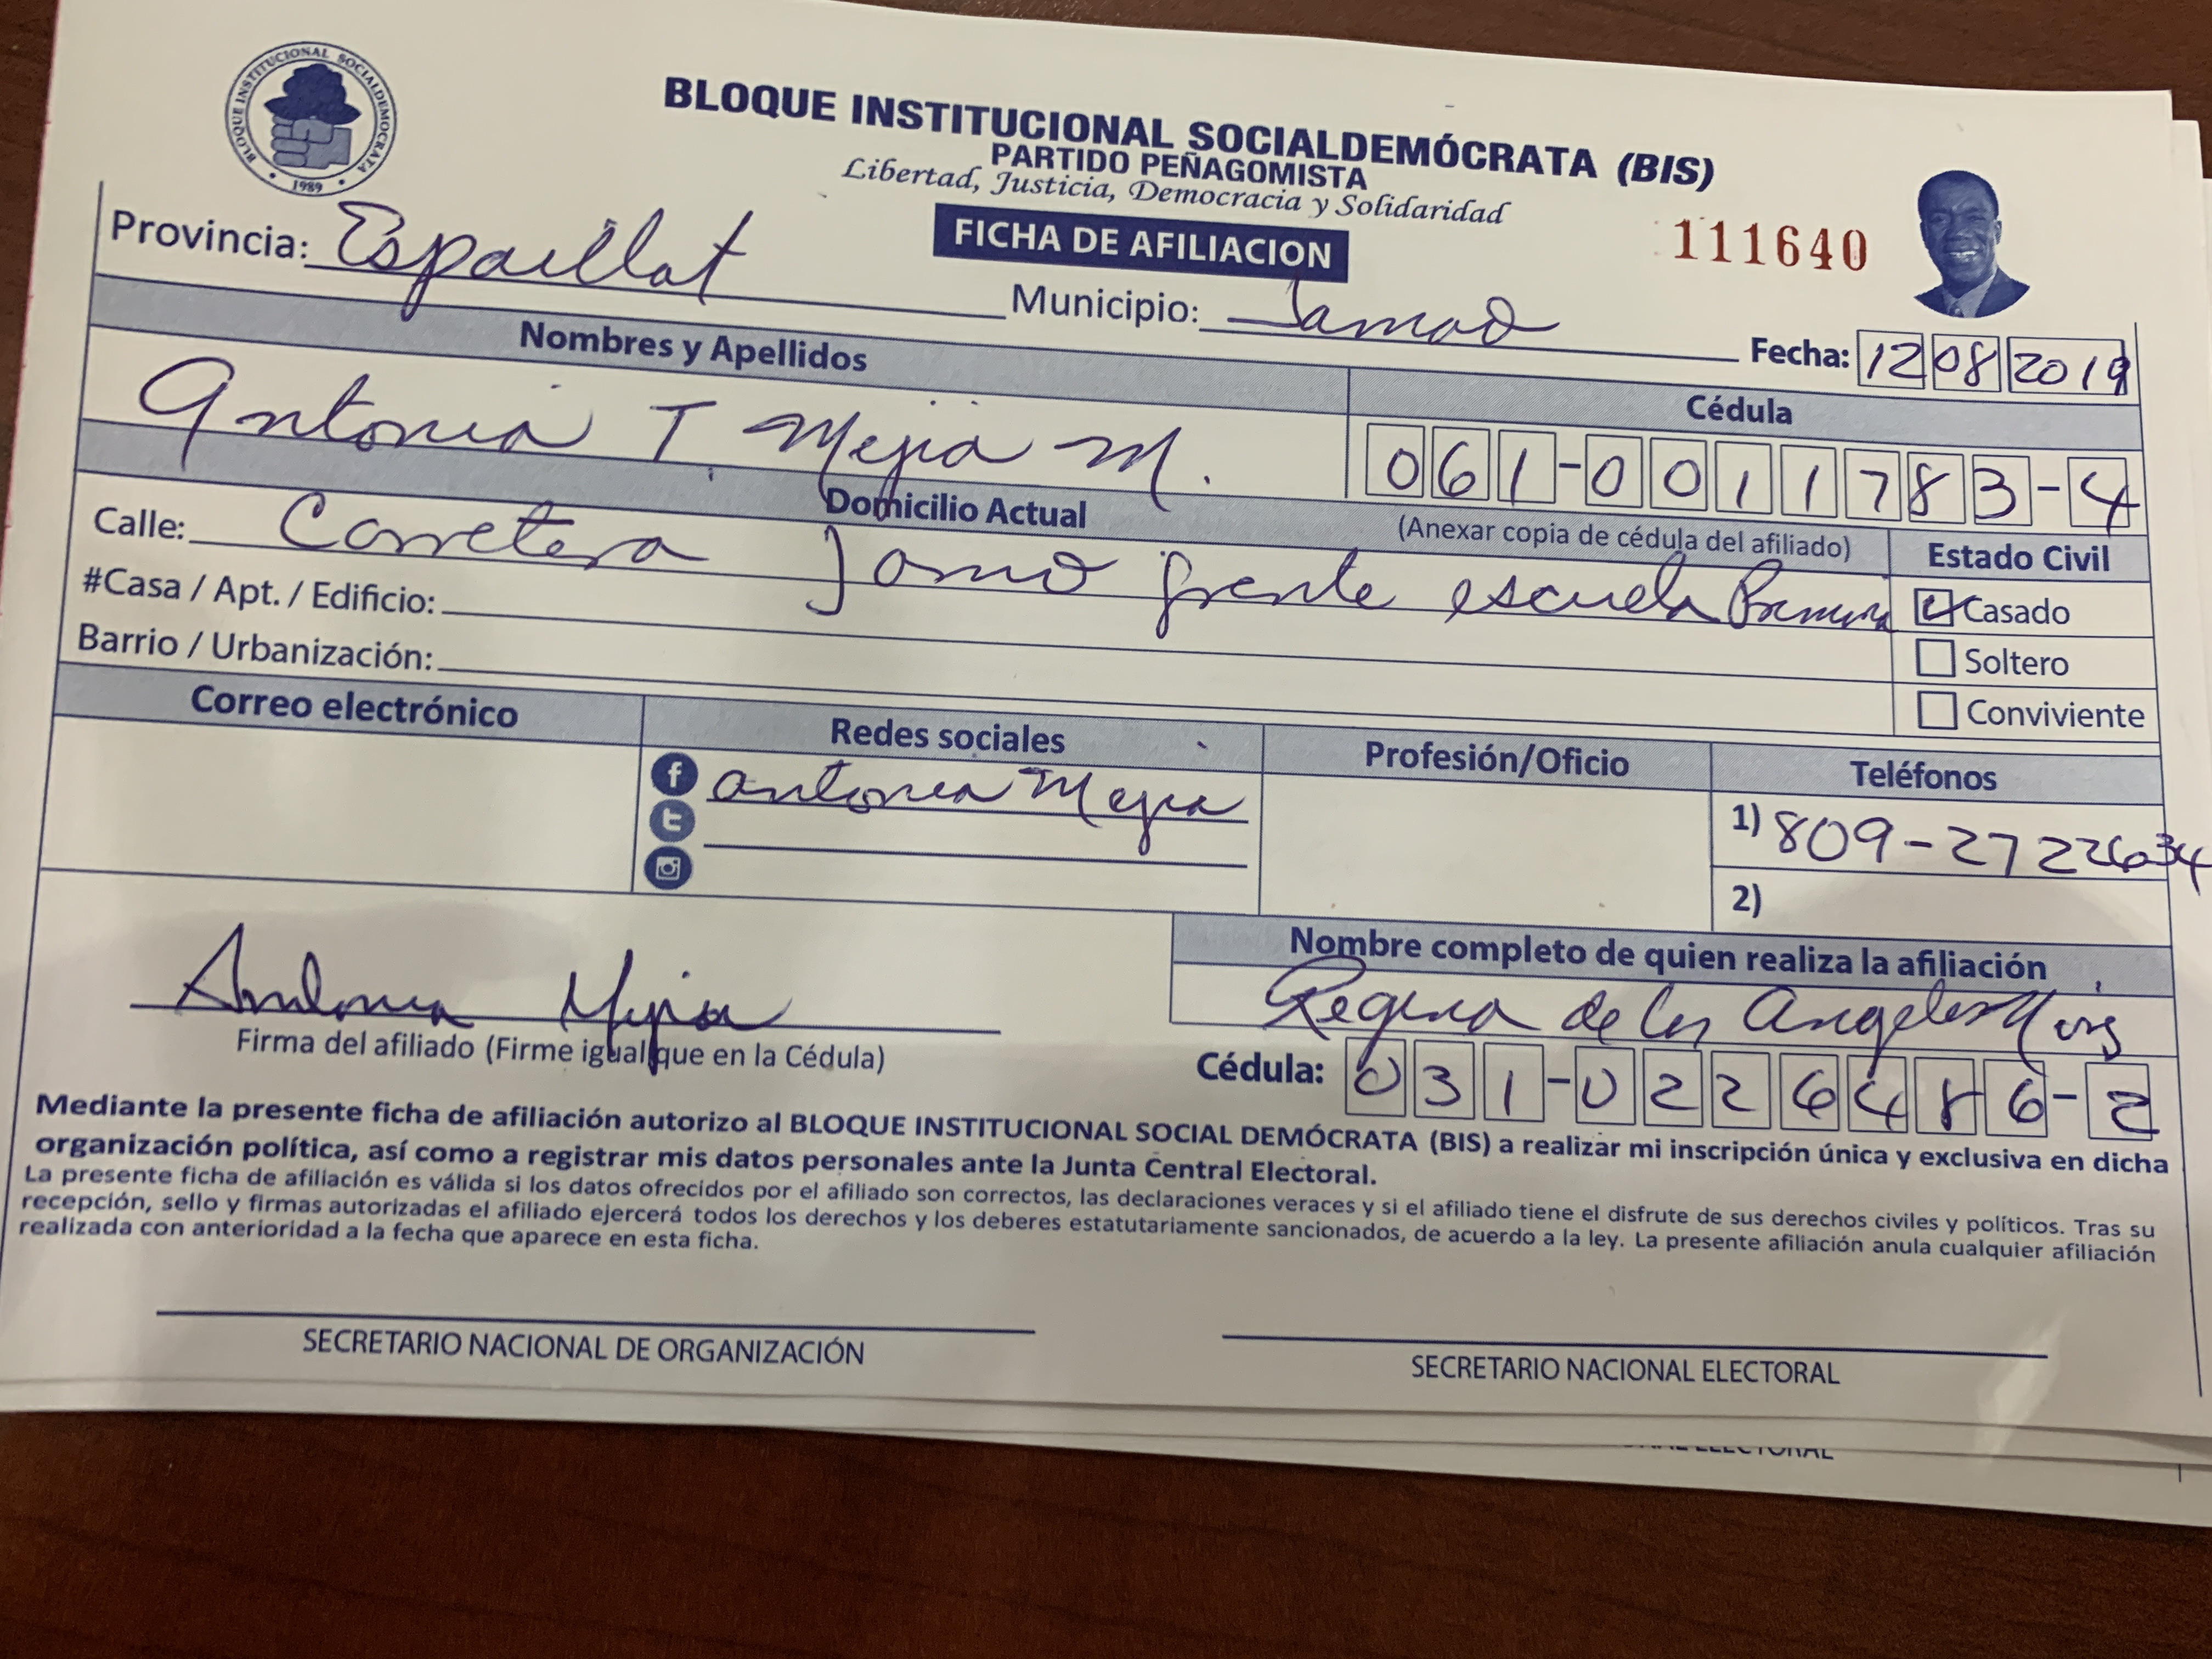 BLOQUE INSTITUCIONAL SOCIALDEMOCRATA
1989
BLOQUE INSTITUCIONAL SOCIALDEMÓCRATA (BIS)
PARTIDO PEÑAGOMISTA
Libertad, Justicia, Democracia y Solidaridad
FICHA DE AFILIACION
111640
Provincia: Espaillat Municipio: Jamao Fecha: 12 08 2019
Nombres y Apellidos
Antonia T Mejia M.
Cédula
061-0011783-4
(Anexar copia de cédula del afiliado)
Domicilio Actual
Calle: Carretera Jamao frente escuela
#Casa / Apt. / Edificio:
Barrio / Urbanización:
Estado Civil
Casado
Soltero
Conviviente
Correo electrónico
Redes sociales
antonia Mejia
Profesión/Oficio
Teléfonos
1) 809-272
2)
Antonia Mejia
Firma del afiliado (Firme igual que en la Cédula)
Nombre completo de quien realiza la afiliación
Regina de los Angeles
Cédula: 031-0226486-2
Mediante la presente ficha de afiliación autorizo al BLOQUE INSTITUCIONAL SOCIAL DEMÓCRATA (BIS) a realizar mi inscripción única y exclusiva en dicha
organización política, así como a registrar mis datos personales ante la Junta Central Electoral.
La presente ficha de afiliación es válida si los datos ofrecidos por el afiliado son correctos, las declaraciones veraces y si el afiliado tiene el disfrute de sus derechos civiles y políticos. Tras su
recepción, sello y firmas autorizadas el afiliado ejercerá todos los derechos y los deberes estatutariamente sancionados, de acuerdo a la ley. La presente afiliación anula cualquier afiliación
realizada con anterioridad a la fecha que aparece en esta ficha.
SECRETARIO NACIONAL DE ORGANIZACIÓN
SECRETARIO NACIONAL ELECTORAL
ELECTORAL